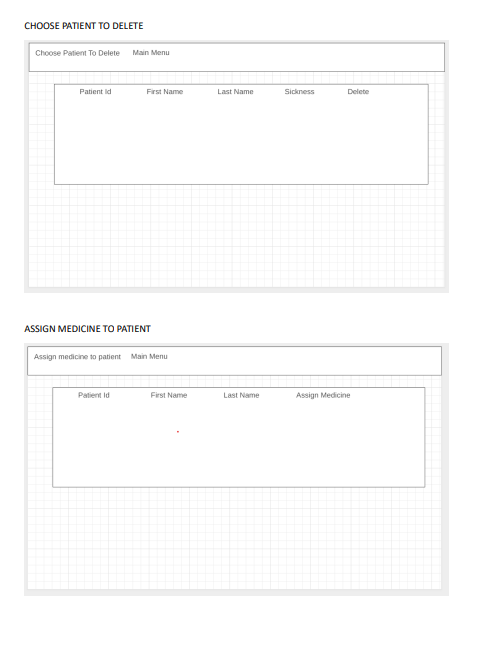 CHOOSE PATIENT TO DELETE
Choose Patient To Delete Main Menu
Patient Id First Name Last Name Sickness Delete
ASSIGN MEDICINE TO PATIENT
Assign medicine to patient Main Menu
Patient Id First Name Last Name Assign Medicine